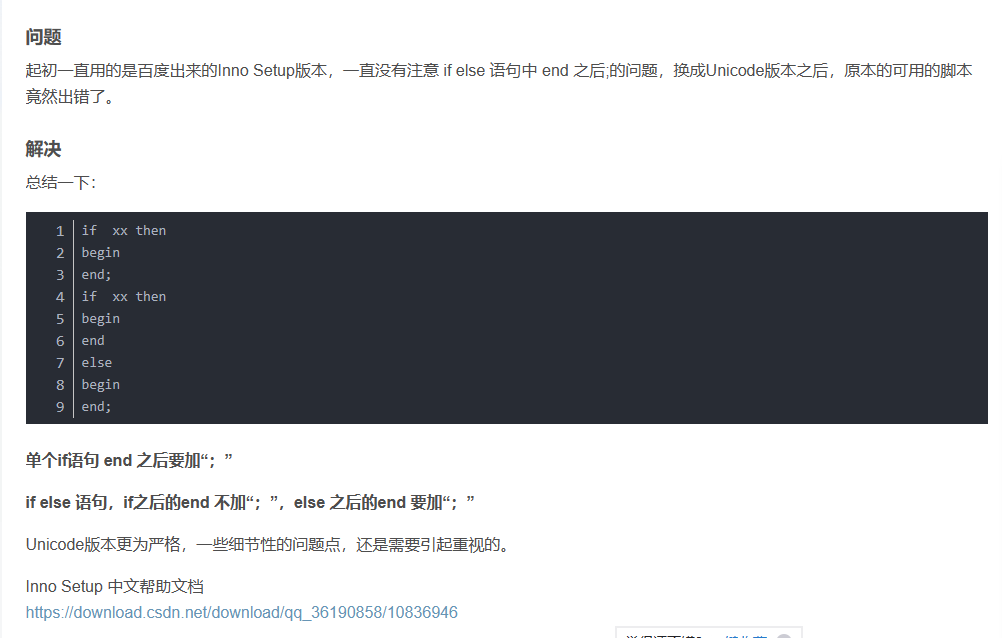 问题
起初一直用的是百度出来的Inno Setup版本，一直没有注意 if else 语句中 end 之后;的问题，换成Unicode版本之后，原本的可用的脚本
竟然出错了。
解决
总结一下：
1 if  xx then
2 begin
3 end;
4 if  xx then
5 begin
6 end
7 else
8 begin
9 end;
单个if语句 end 之后要加“；”
if else 语句，if之后的end 不加“；”，else 之后的end 要加“；”
Unicode版本更为严格，一些细节性的问题点，还是需要引起重视的。
Inno Setup 中文帮助文档
https://download.csdn.net/download/qq_36190858/10836946